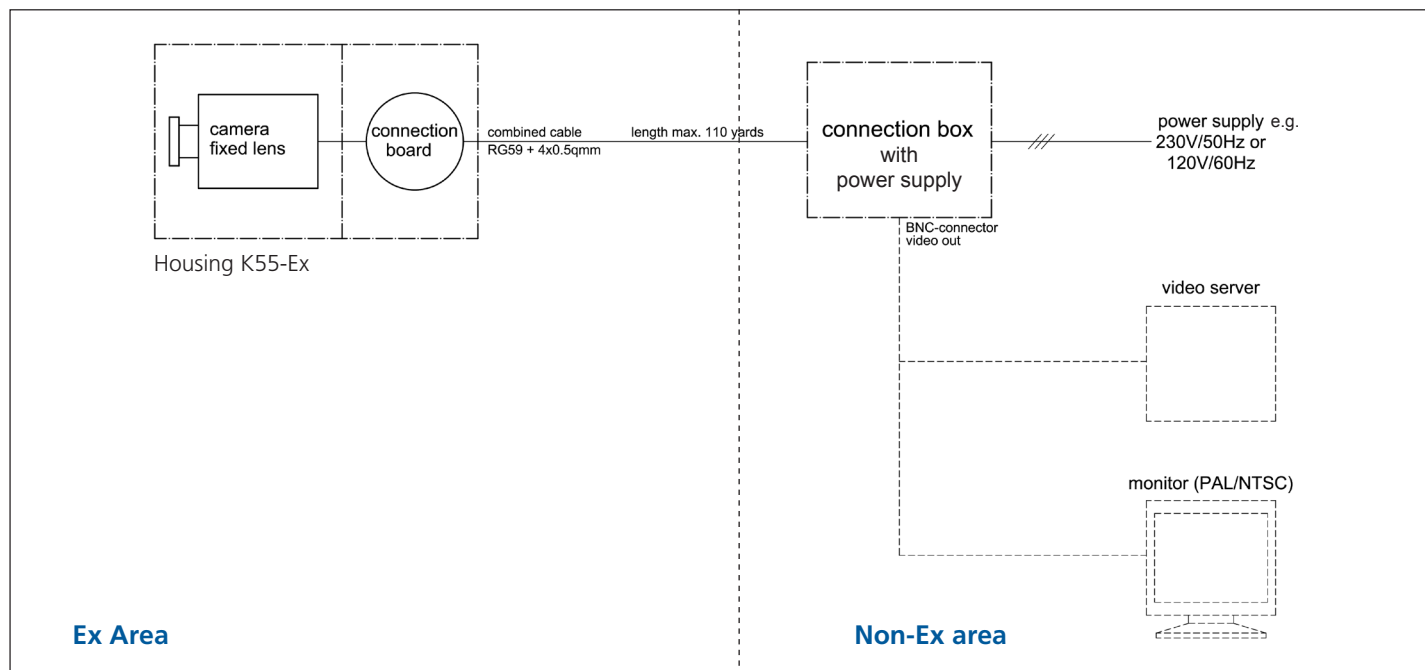 camera
fixed lens
connection
board
combined cable
RG59 + 4x0.5qmm
length max. 110 yards
connection box
with
power supply
power supply e.g.
230V/50Hz or
120V/60Hz
Housing K55-Ex
BNC-connector
video out
video server
monitor (PAL/NTSC)
Ex Area
Non-Ex area